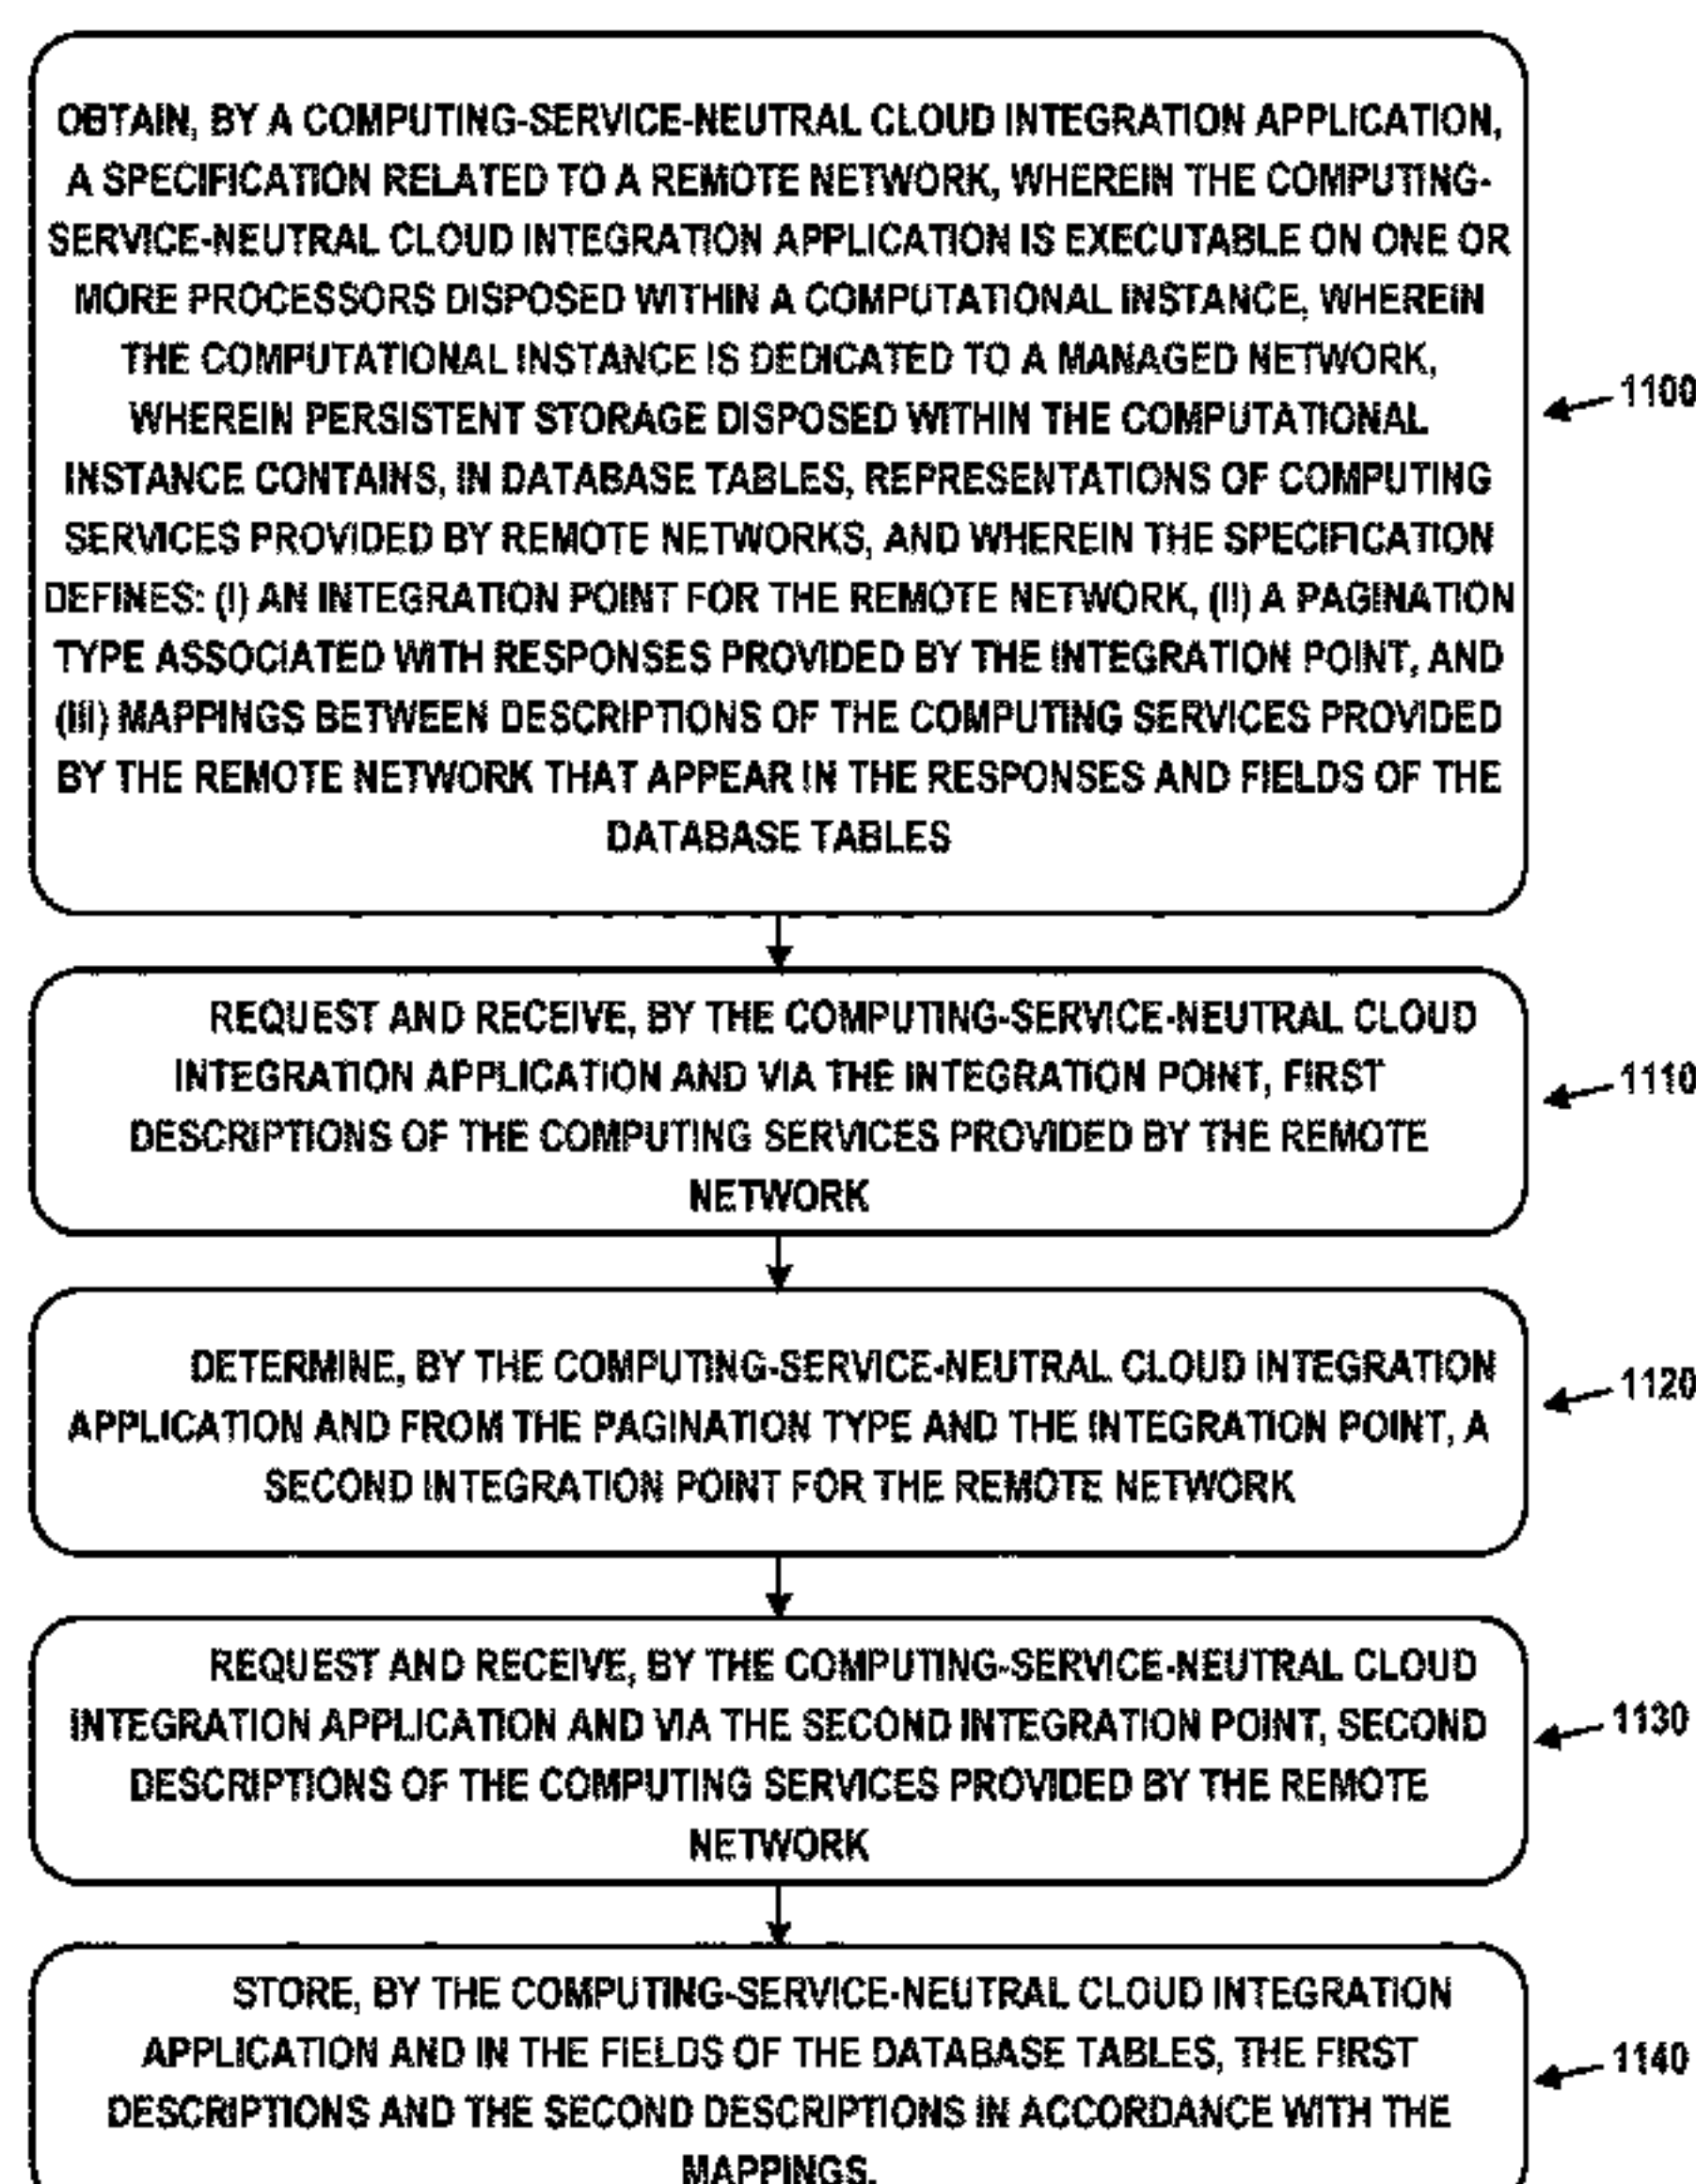 OBTAIN, BY A COMPUTING-SERVICE-NEUTRAL CLOUD INTEGRATION APPLICATION,
A SPECIFICATION RELATED TO A REMOTE NETWORK, WHEREIN THE COMPUTING-
SERVICE-NEUTRAL CLOUD INTEGRATION APPLICATION IS EXECUTABLE ON ONE OR
MORE PROCESSORS DISPOSED WITHIN A COMPUTATIONAL INSTANCE, WHEREIN
THE COMPUTATIONAL INSTANCE IS DEDICATED TO A MANAGED NETWORK,
WHEREIN PERSISTENT STORAGE DISPOSED WITHIN THE COMPUTATIONAL
INSTANCE CONTAINS, IN DATABASE TABLES, REPRESENTATIONS OF COMPUTING
SERVICES PROVIDED BY REMOTE NETWORKS, AND WHEREIN THE SPECIFICATION
DEFINES: (I) AN INTEGRATION POINT FOR THE REMOTE NETWORK, (II) A PAGINATION
TYPE ASSOCIATED WITH RESPONSES PROVIDED BY THE INTEGRATION POINT, AND
(III) MAPPINGS BETWEEN DESCRIPTIONS OF THE COMPUTING SERVICES PROVIDED
BY THE REMOTE NETWORK THAT APPEAR IN THE RESPONSES AND FIELDS OF THE
DATABASE TABLES
1100
REQUEST AND RECEIVE, BY THE COMPUTING-SERVICE-NEUTRAL CLOUD
INTEGRATION APPLICATION AND VIA THE INTEGRATION POINT, FIRST
DESCRIPTIONS OF THE COMPUTING SERVICES PROVIDED BY THE REMOTE
NETWORK
1110
DETERMINE, BY THE COMPUTING-SERVICE-NEUTRAL CLOUD INTEGRATION
APPLICATION AND FROM THE PAGINATION TYPE AND THE INTEGRATION POINT, A
SECOND INTEGRATION POINT FOR THE REMOTE NETWORK
1120
REQUEST AND RECEIVE, BY THE COMPUTING-SERVICE-NEUTRAL CLOUD
INTEGRATION APPLICATION AND VIA THE SECOND INTEGRATION POINT, SECOND
DESCRIPTIONS OF THE COMPUTING SERVICES PROVIDED BY THE REMOTE
NETWORK
1130
STORE, BY THE COMPUTING-SERVICE-NEUTRAL CLOUD INTEGRATION
APPLICATION AND IN THE FIELDS OF THE DATABASE TABLES, THE FIRST
DESCRIPTIONS AND THE SECOND DESCRIPTIONS IN ACCORDANCE WITH THE
MAPPINGS.
1140